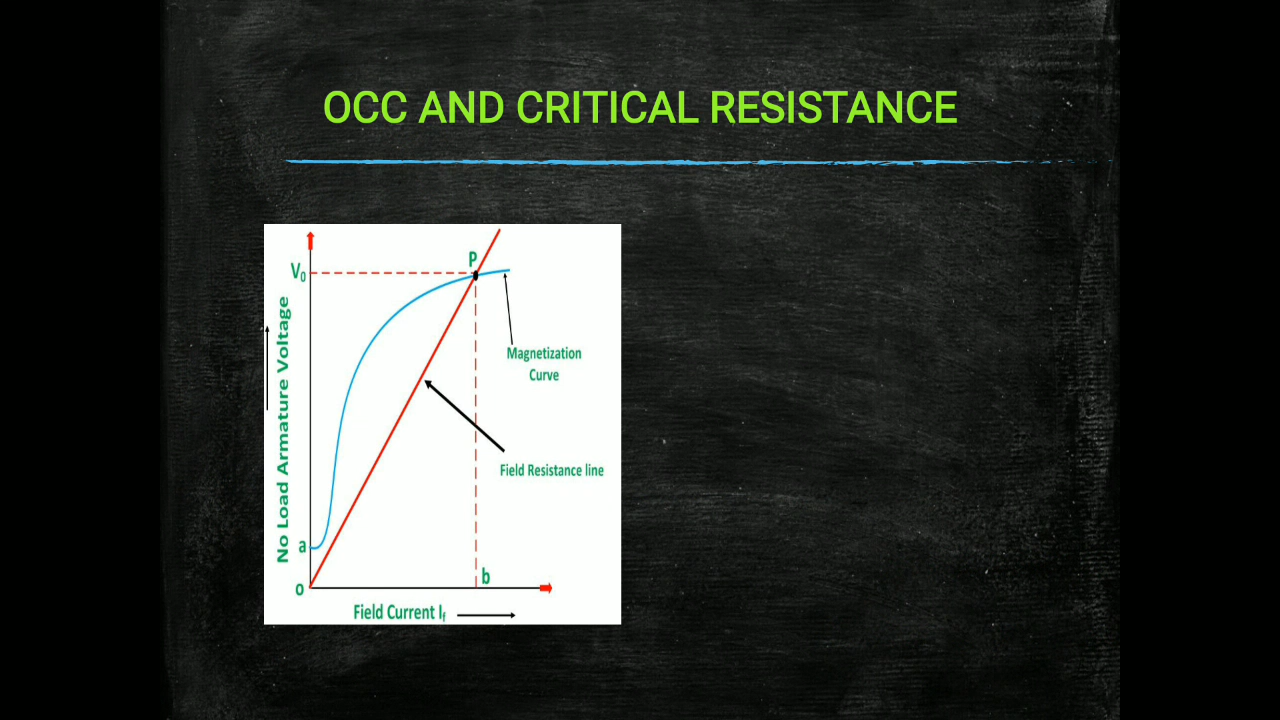 OCC AND CRITICAL RESISTANCE
P
V₀
No Load Armature Voltage
Magnetization
Curve
Field Resistance line
a
b
o
Field Current If